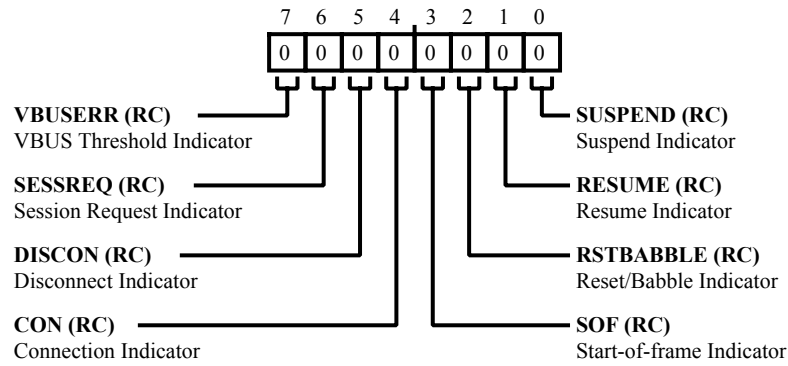 7 6 5 4 3 2 1 0
0 0 0 0 0 0 0 0
VBUSERR (RC)
VBUS Threshold Indicator
SESSREQ (RC)
Session Request Indicator
DISCON (RC)
Disconnect Indicator
CON (RC)
Connection Indicator
SUSPEND (RC)
Suspend Indicator
RESUME (RC)
Resume Indicator
RSTBABBLE (RC)
Reset/Babble Indicator
SOF (RC)
Start-of-frame Indicator